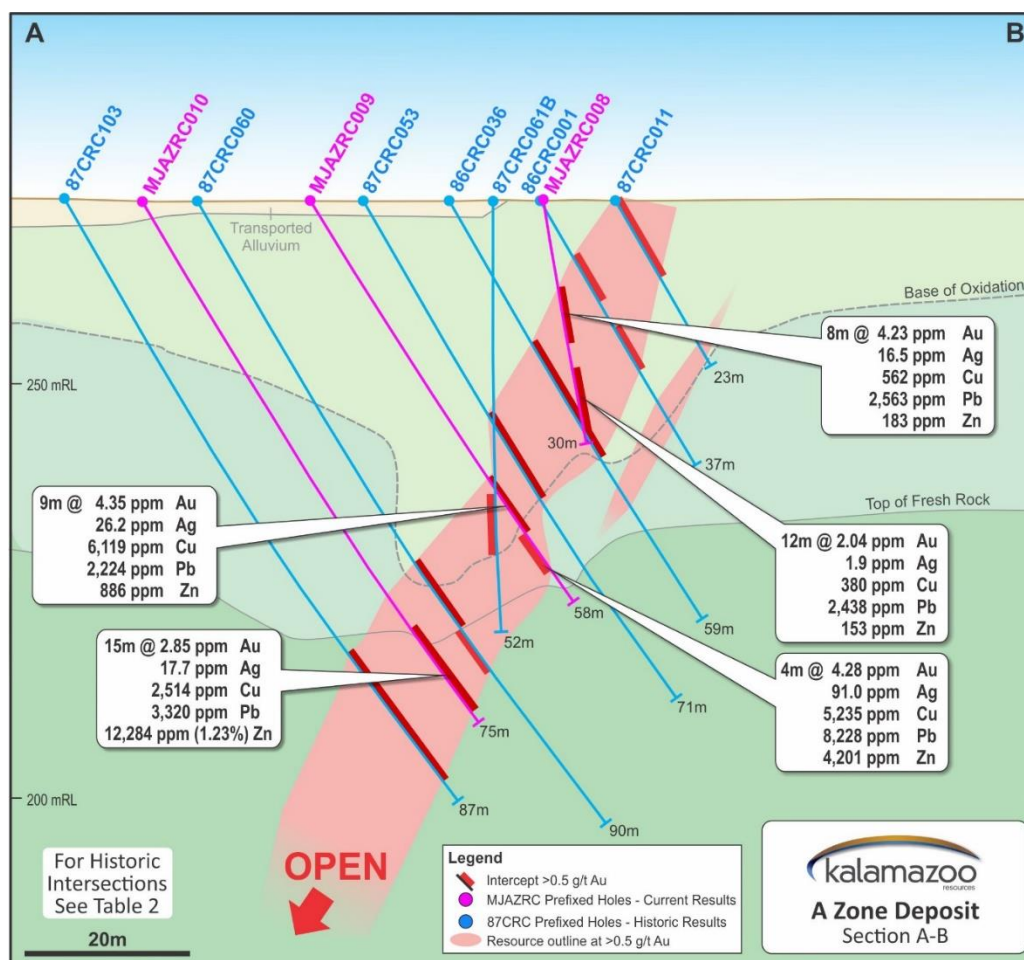 A
B
87CRC103
MJAZRC010
87CRC060
MJAZRC009
87CRC053
86CRC036
87CRC061B
86CRC001
MJAZRC008
87CRC011
Transported
Alluvium
Base of Oxidation
8m @ 4.23 ppm Au
16.5 ppm Ag
562 ppm Cu
2,563 ppm Pb
183 ppm Zn
23m
250 mRL
30m
37m
9m @ 4.35 ppm Au
26.2 ppm Ag
6,119 ppm Cu
2,224 ppm Pb
886 ppm Zn
Top of Fresh Rock
12m @ 2.04 ppm Au
1.9 ppm Ag
380 ppm Cu
2,438 ppm Pb
153 ppm Zn
58m
59m
52m
15m @ 2.85 ppm Au
17.7 ppm Ag
2,514 ppm Cu
3,320 ppm Pb
12,284 ppm (1.23%) Zn
4m @ 4.28 ppm Au
91.0 ppm Ag
5,235 ppm Cu
8,228 ppm Pb
4,201 ppm Zn
71m
75m
200 mRL
87m
90m
For Historic
Intersections
See Table 2
20m
OPEN
Legend
Intercept >0.5 g/t Au
MJAZRC Prefixed Holes - Current Results
87CRC Prefixed Holes - Historic Results
Resource outline at >0.5 g/t Au
kalamazoo
resources
A Zone Deposit
Section A-B